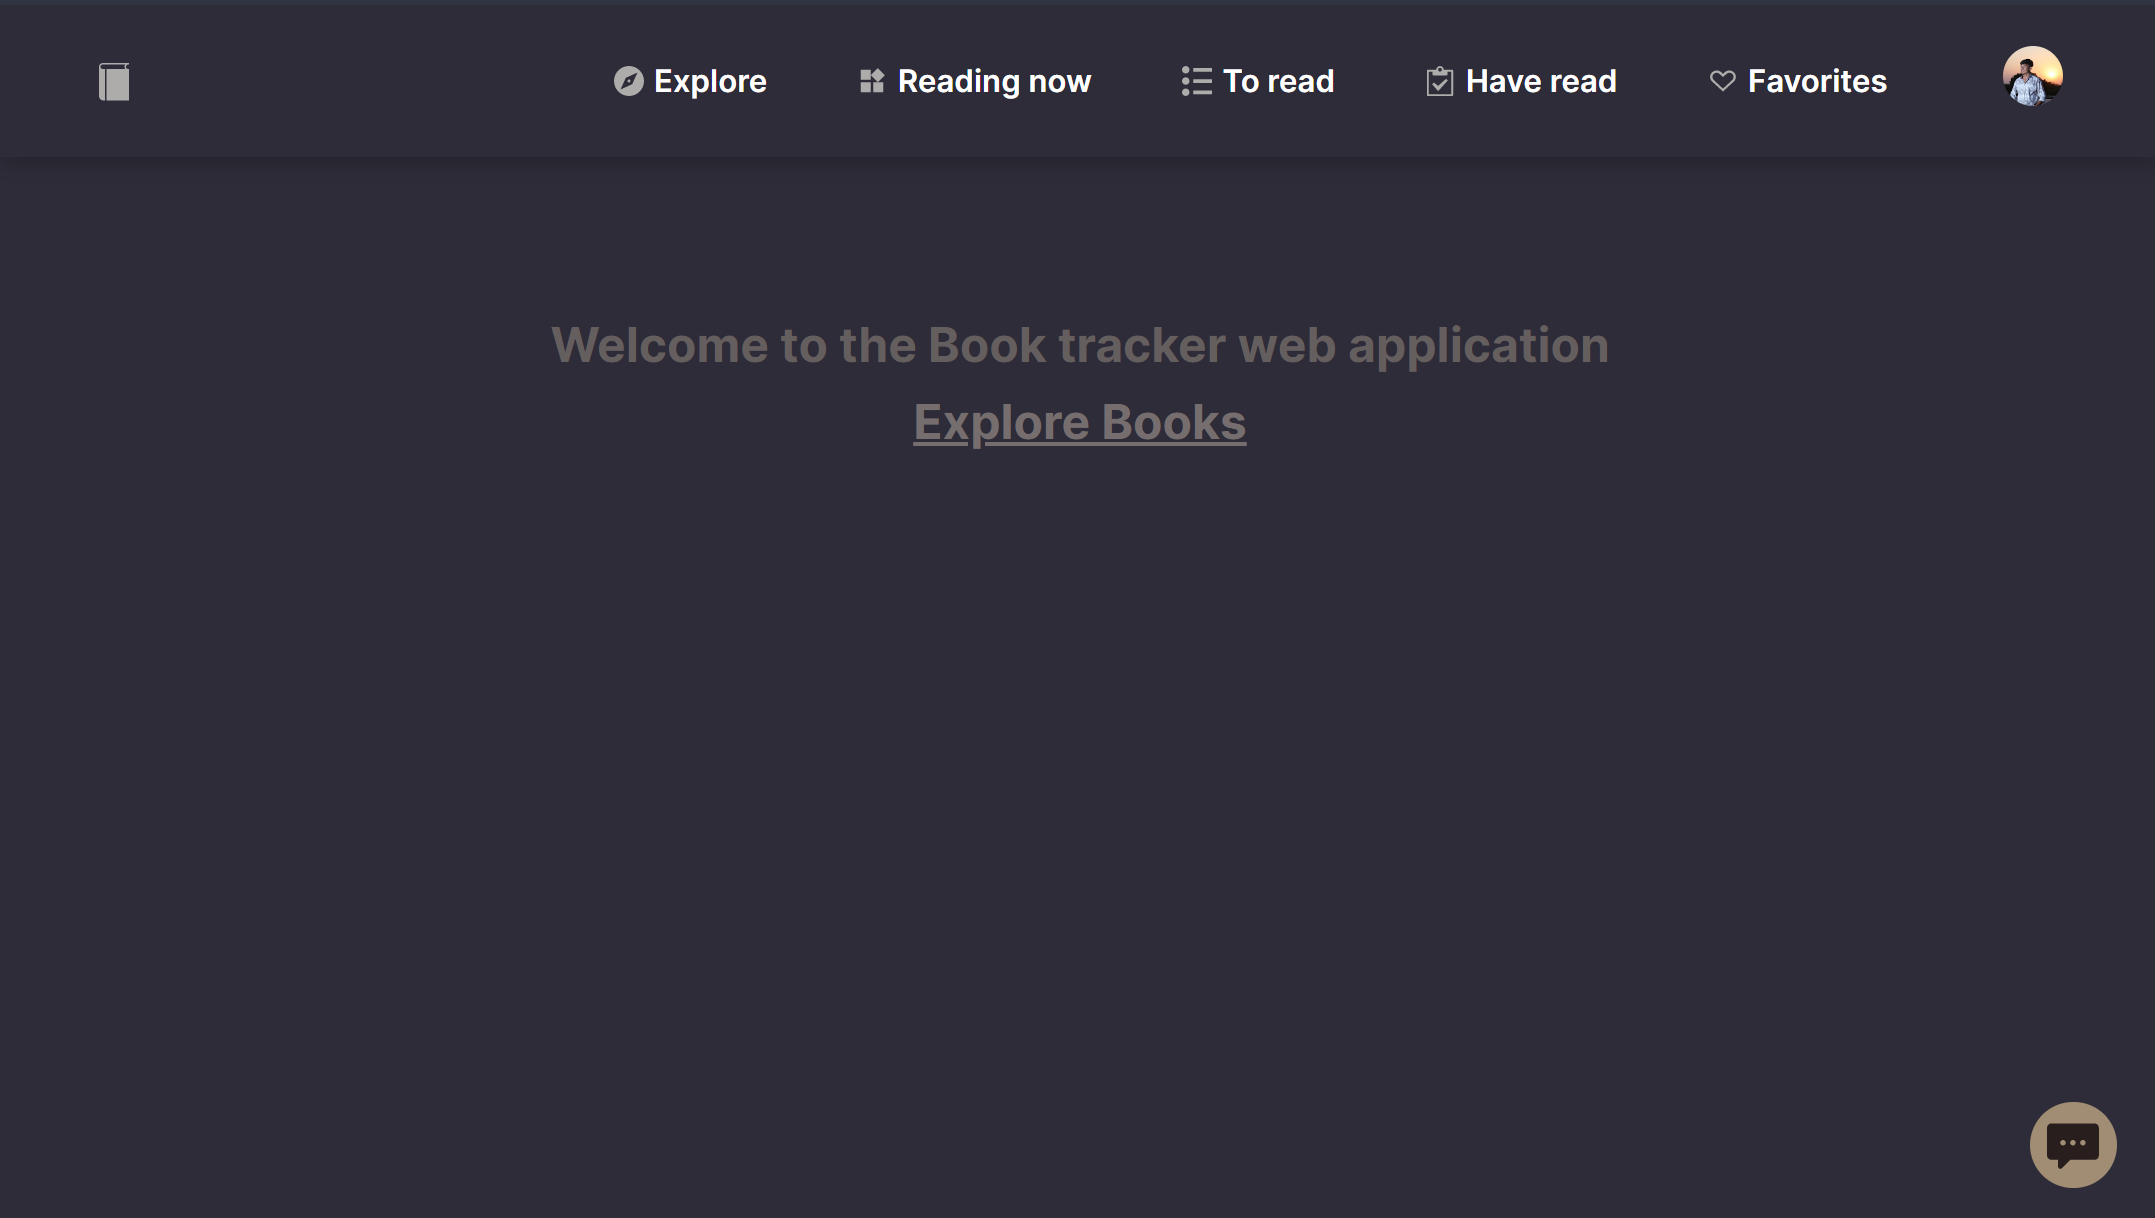 Explore Reading now To read Have read Favorites
Welcome to the Book tracker web application
Explore Books